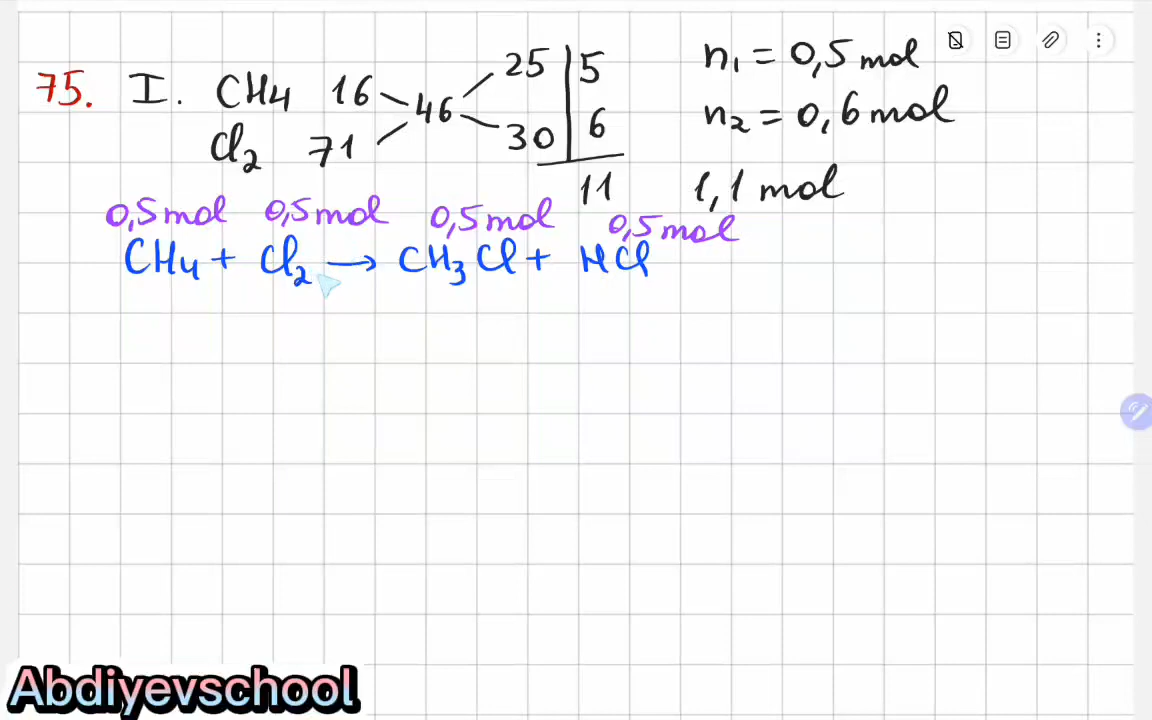 75. I. CH4 16 46 25 5 n1 = 0,5 mol
Cl2 71 30 6 n2 = 0,6 mol
11 1,1 mol
0,5 mol 0,5 mol 0,5 mol 0,5 mol
CH4 + Cl2 → CH3Cl + HCl
Abdiyevschool